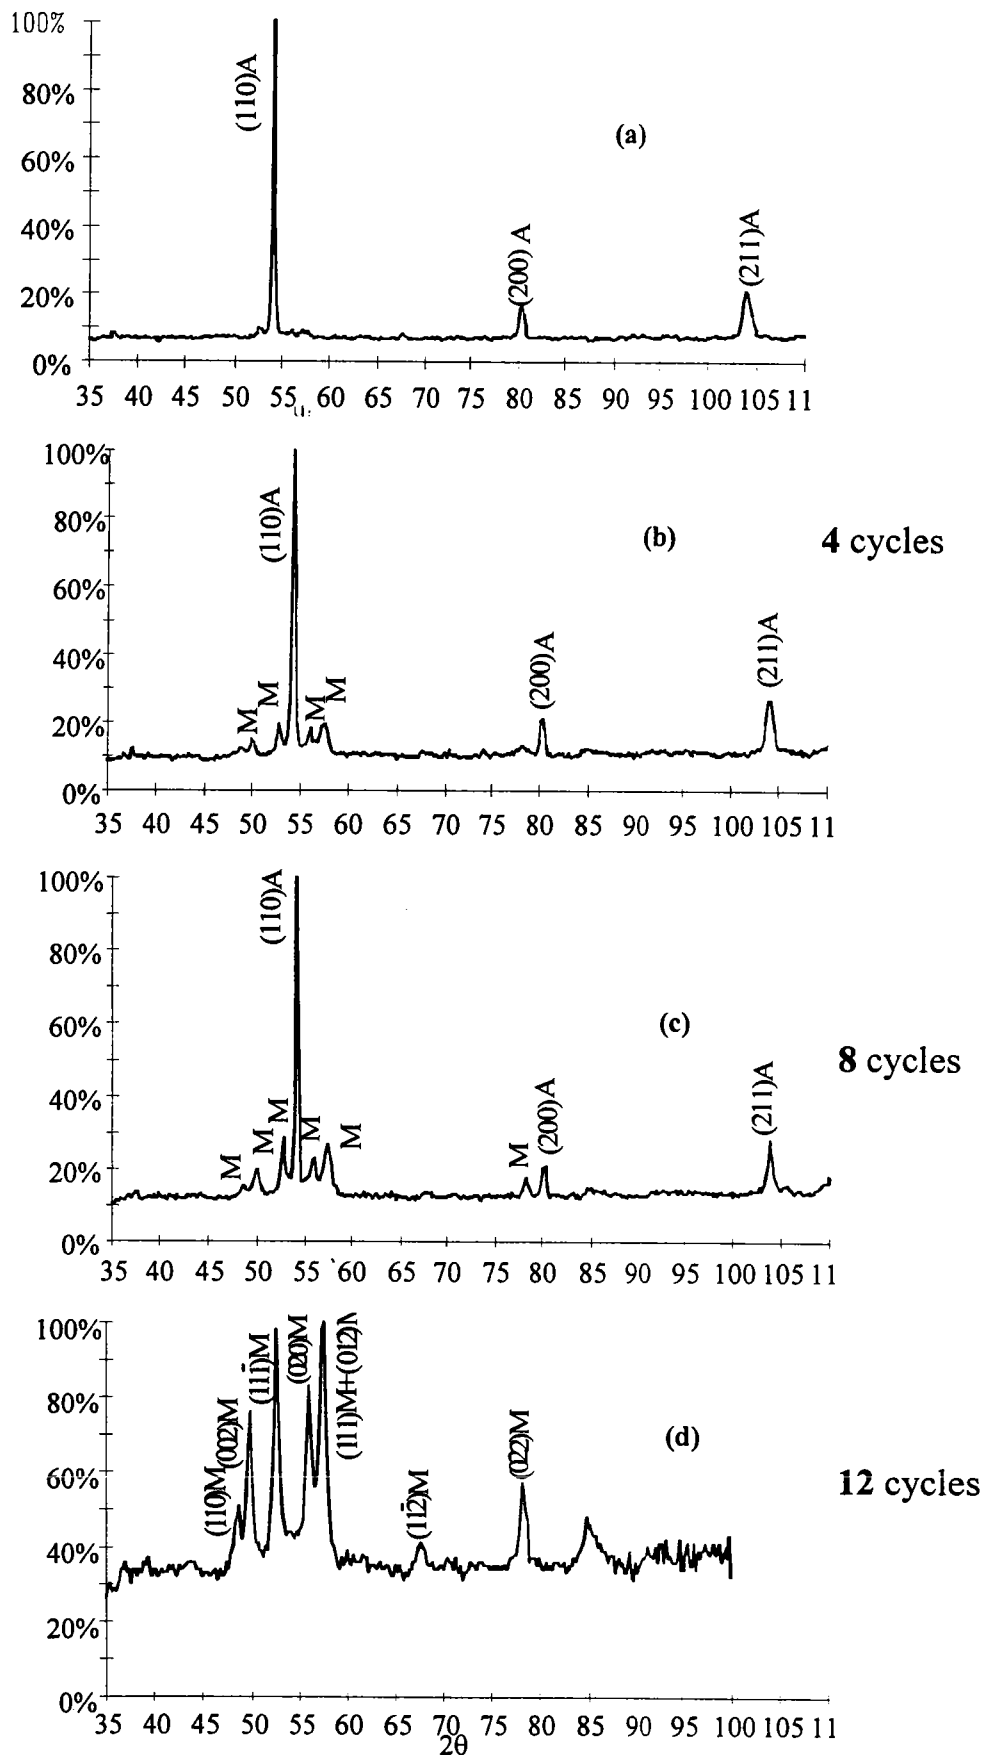 100%
80%
60%
40%
20%
0%
(110)A
(a)
(200) A
(211)A
35 40 45 50 55 60 65 70 75 80 85 90 95 100 105 11
100%
80%
60%
40%
20%
0%
(110)A
(b)
4 cycles
M M M M
(200)A
(211)A
35 40 45 50 55 60 65 70 75 80 85 90 95 100 105 11
100%
80%
60%
40%
20%
0%
(110)A
(c)
8 cycles
M M M M M M
(200)A
(211)A
35 40 45 50 55 60 65 70 75 80 85 90 95 100 105 11
100%
80%
60%
40%
20%
0%
(110)M
(002)M
(111̄)M
(020)M
(111)M+(012)M
(112̄)M
(022)M
(d)
12 cycles
35 40 45 50 55 60 65 70 75 80 85 90 95 100 105 11
2θ